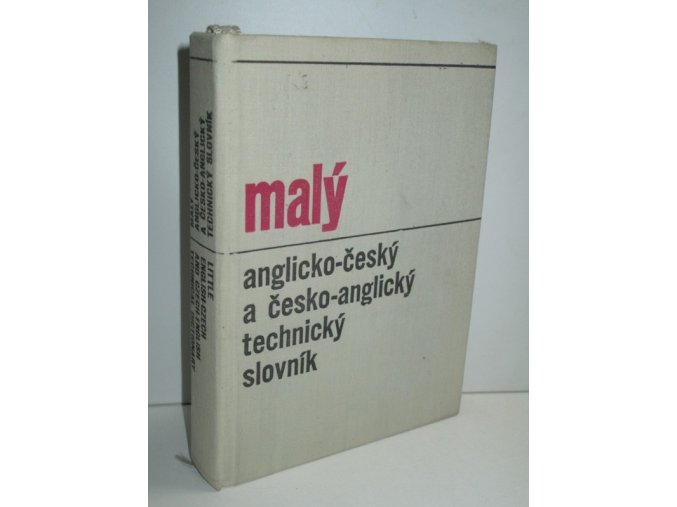 malý
anglicko-český
a česko-anglický
technický
slovník
MALÝ
ANGLICKO-ČESKÝ
A ČESKO-ANGLICKÝ
TECHNICKÝ SLOVNÍK
LITTLE
ENGLISH-CZECH
AND CZECH-ENGLISH
TECHNICAL DICTIONARY